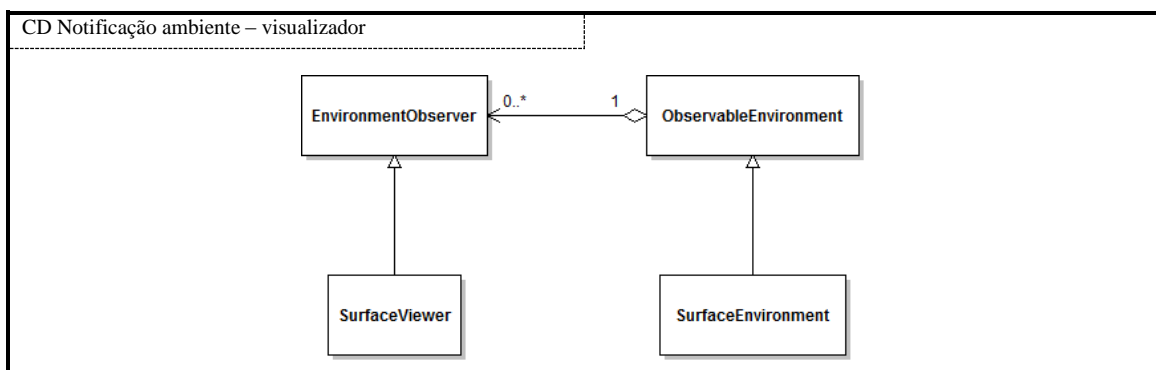 CD Notificação ambiente – visualizador
EnvironmentObserver
0..*
1
ObservableEnvironment
SurfaceViewer
SurfaceEnvironment